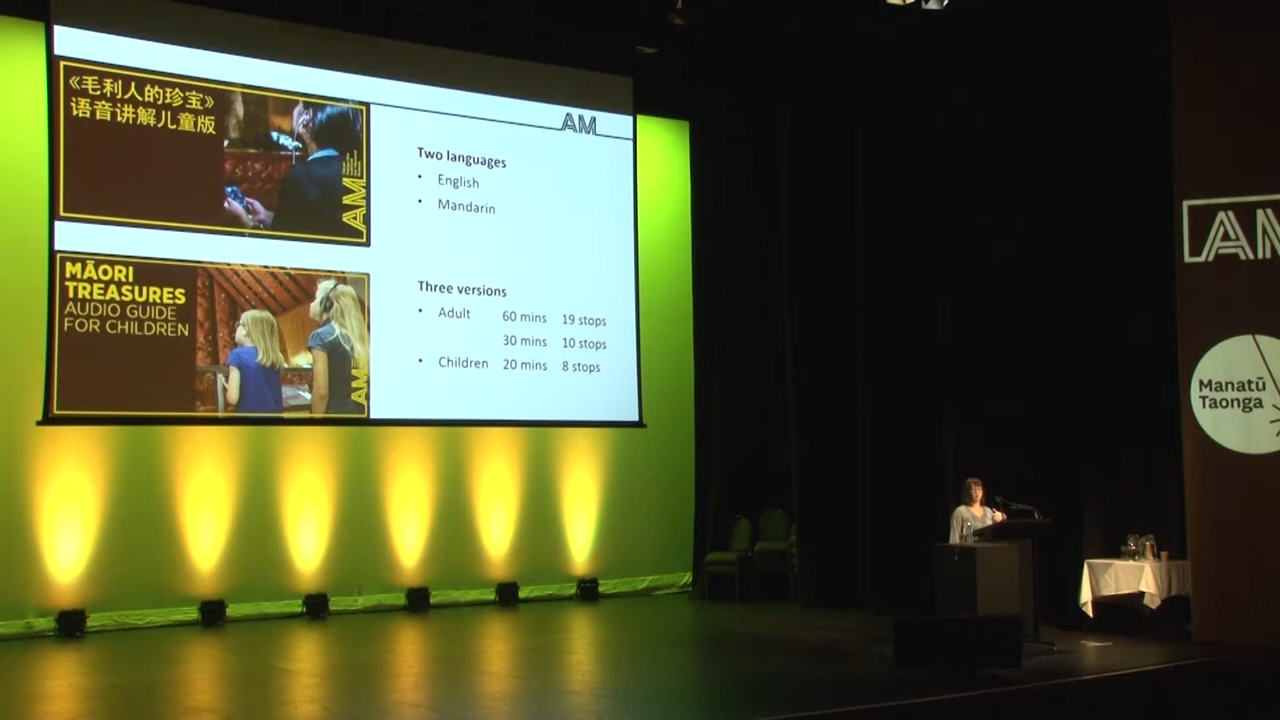 《毛利人的珍宝》
语音讲解儿童版
AM
MĀORI
TREASURES
AUDIO GUIDE
FOR CHILDREN
AM
AM
Two languages
• English
• Mandarin
Three versions
• Adult 60 mins 19 stops
30 mins 10 stops
• Children 20 mins 8 stops
AM
Manatū
Taonga